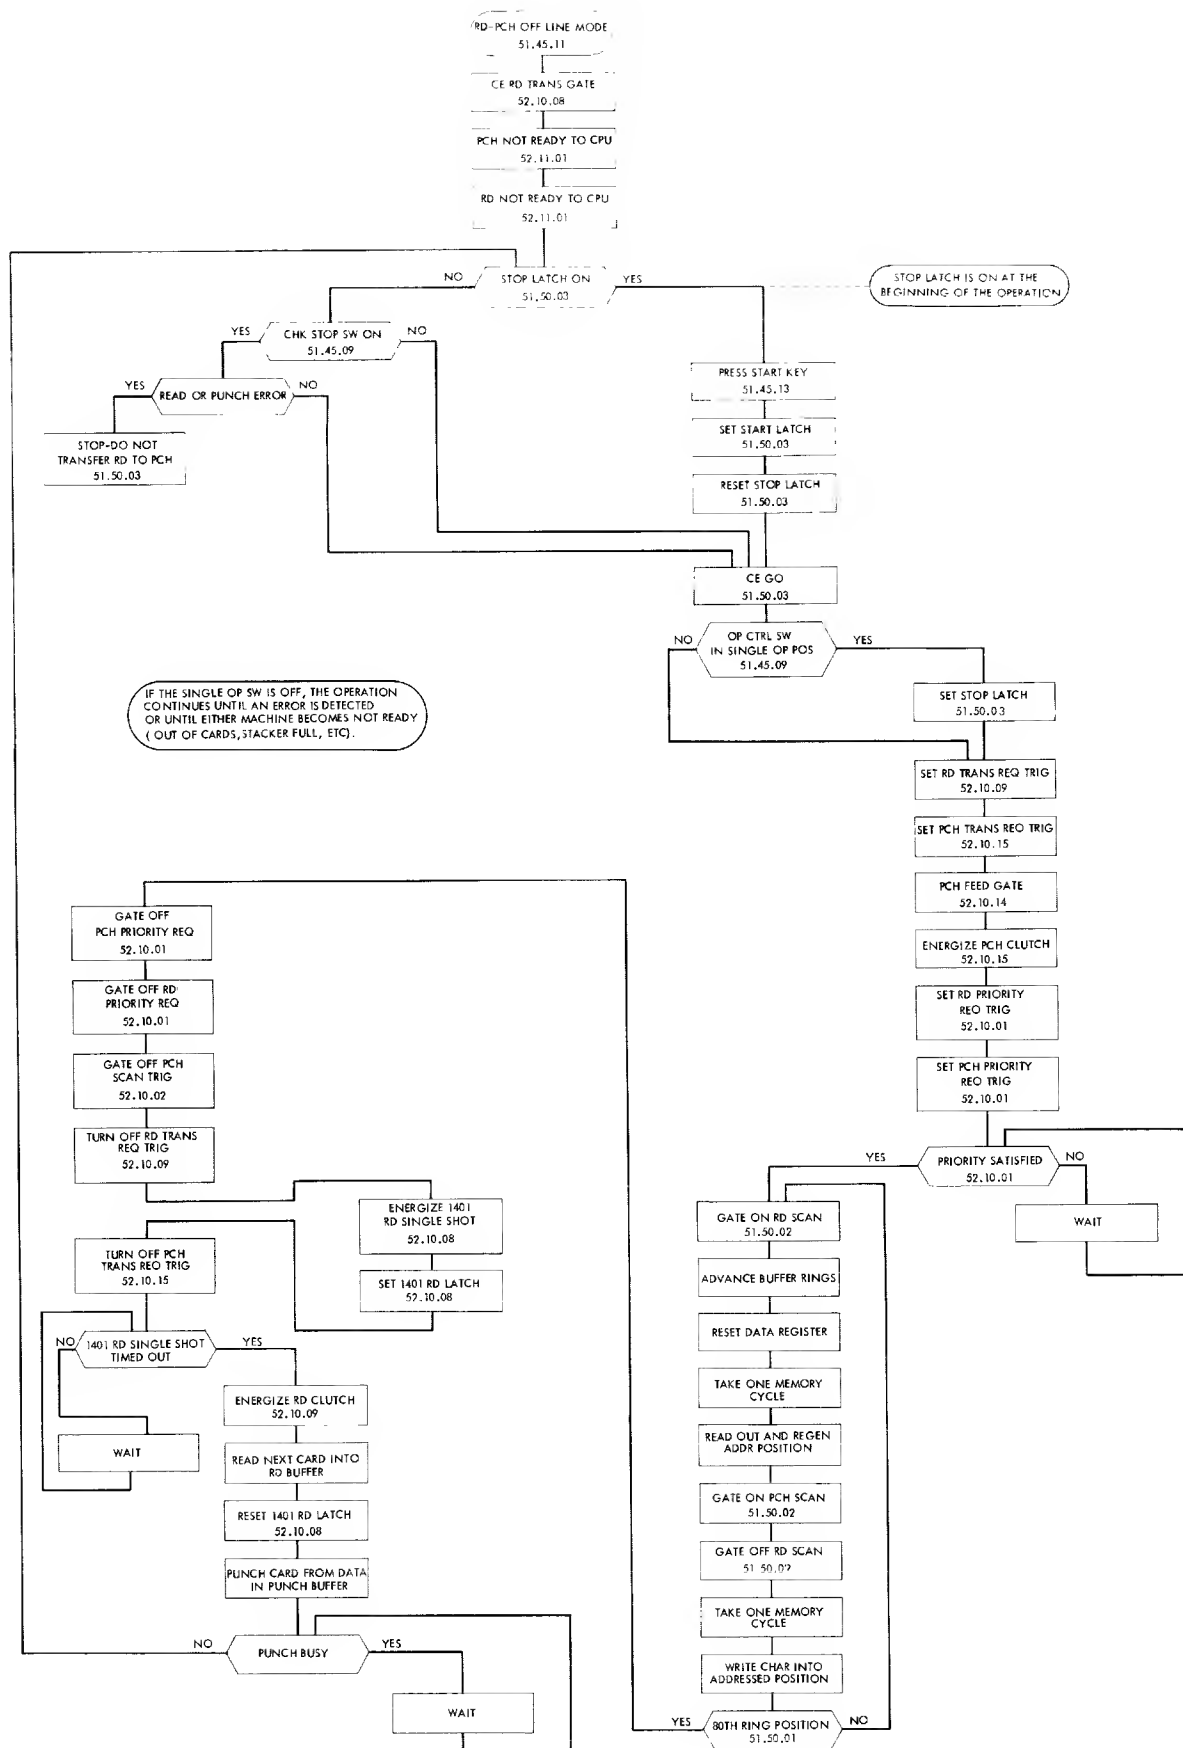 RD-PCH OFF LINE MODE
51.45.11
CE RD TRANS GATE
52.10.08
PCH NOT READY TO CPU
52.11.01
RD NOT READY TO CPU
52.11.01
NO
STOP LATCH ON
51.50.03
YES
STOP LATCH IS ON AT THE
BEGINNING OF THE OPERATION
YES
CHK STOP SW ON
51.45.09
NO
YES
READ OR PUNCH ERROR
NO
STOP-DO NOT
TRANSFER RD TO PCH
51.50.03
PRESS START KEY
51.45.13
SET START LATCH
51.50.03
RESET STOP LATCH
51.50.03
CE GO
51.50.03
NO
OP CTRL SW
IN SINGLE OP POS
51.45.09
YES
IF THE SINGLE OP SW IS OFF, THE OPERATION
CONTINUES UNTIL AN ERROR IS DETECTED
OR UNTIL EITHER MACHINE BECOMES NOT READY
( OUT OF CARDS, STACKER FULL, ETC).
SET STOP LATCH
51.50.03
SET RD TRANS REQ TRIG
52.10.09
SET PCH TRANS REO TRIG
52.10.15
PCH FEED GATE
52.10.14
ENERGIZE PCH CLUTCH
52.10.15
SET RD PRIORITY
REO TRIG
52.10.01
SET PCH PRIORITY
REO TRIG
52.10.01
YES
PRIORITY SATISFIED
52.10.01
NO
WAIT
GATE OFF
PCH PRIORITY REQ
52.10.01
GATE OFF RD
PRIORITY REQ
52.10.01
GATE OFF PCH
SCAN TRIG
52.10.02
TURN OFF RD TRANS
REQ TRIG
52.10.09
ENERGIZE 1401
RD SINGLE SHOT
52.10.08
SET 1401 RD LATCH
52.10.08
TURN OFF PCH
TRANS REO TRIG
52.10.15
NO
1401 RD SINGLE SHOT
TIMED OUT
YES
WAIT
ENERGIZE RD CLUTCH
52.10.09
READ NEXT CARD INTO
RD BUFFER
RESET 1401 RD LATCH
52.10.08
PUNCH CARD FROM DATA
IN PUNCH BUFFER
NO
PUNCH BUSY
YES
WAIT
GATE ON RD SCAN
51.50.02
ADVANCE BUFFER RINGS
RESET DATA REGISTER
TAKE ONE MEMORY
CYCLE
READ OUT AND REGEN
ADDR POSITION
GATE ON PCH SCAN
51.50.02
GATE OFF RD SCAN
51 50.02
TAKE ONE MEMORY
CYCLE
WRITE CHAR INTO
ADDRESSED POSITION
YES
80TH RING POSITION
51.50.01
NO